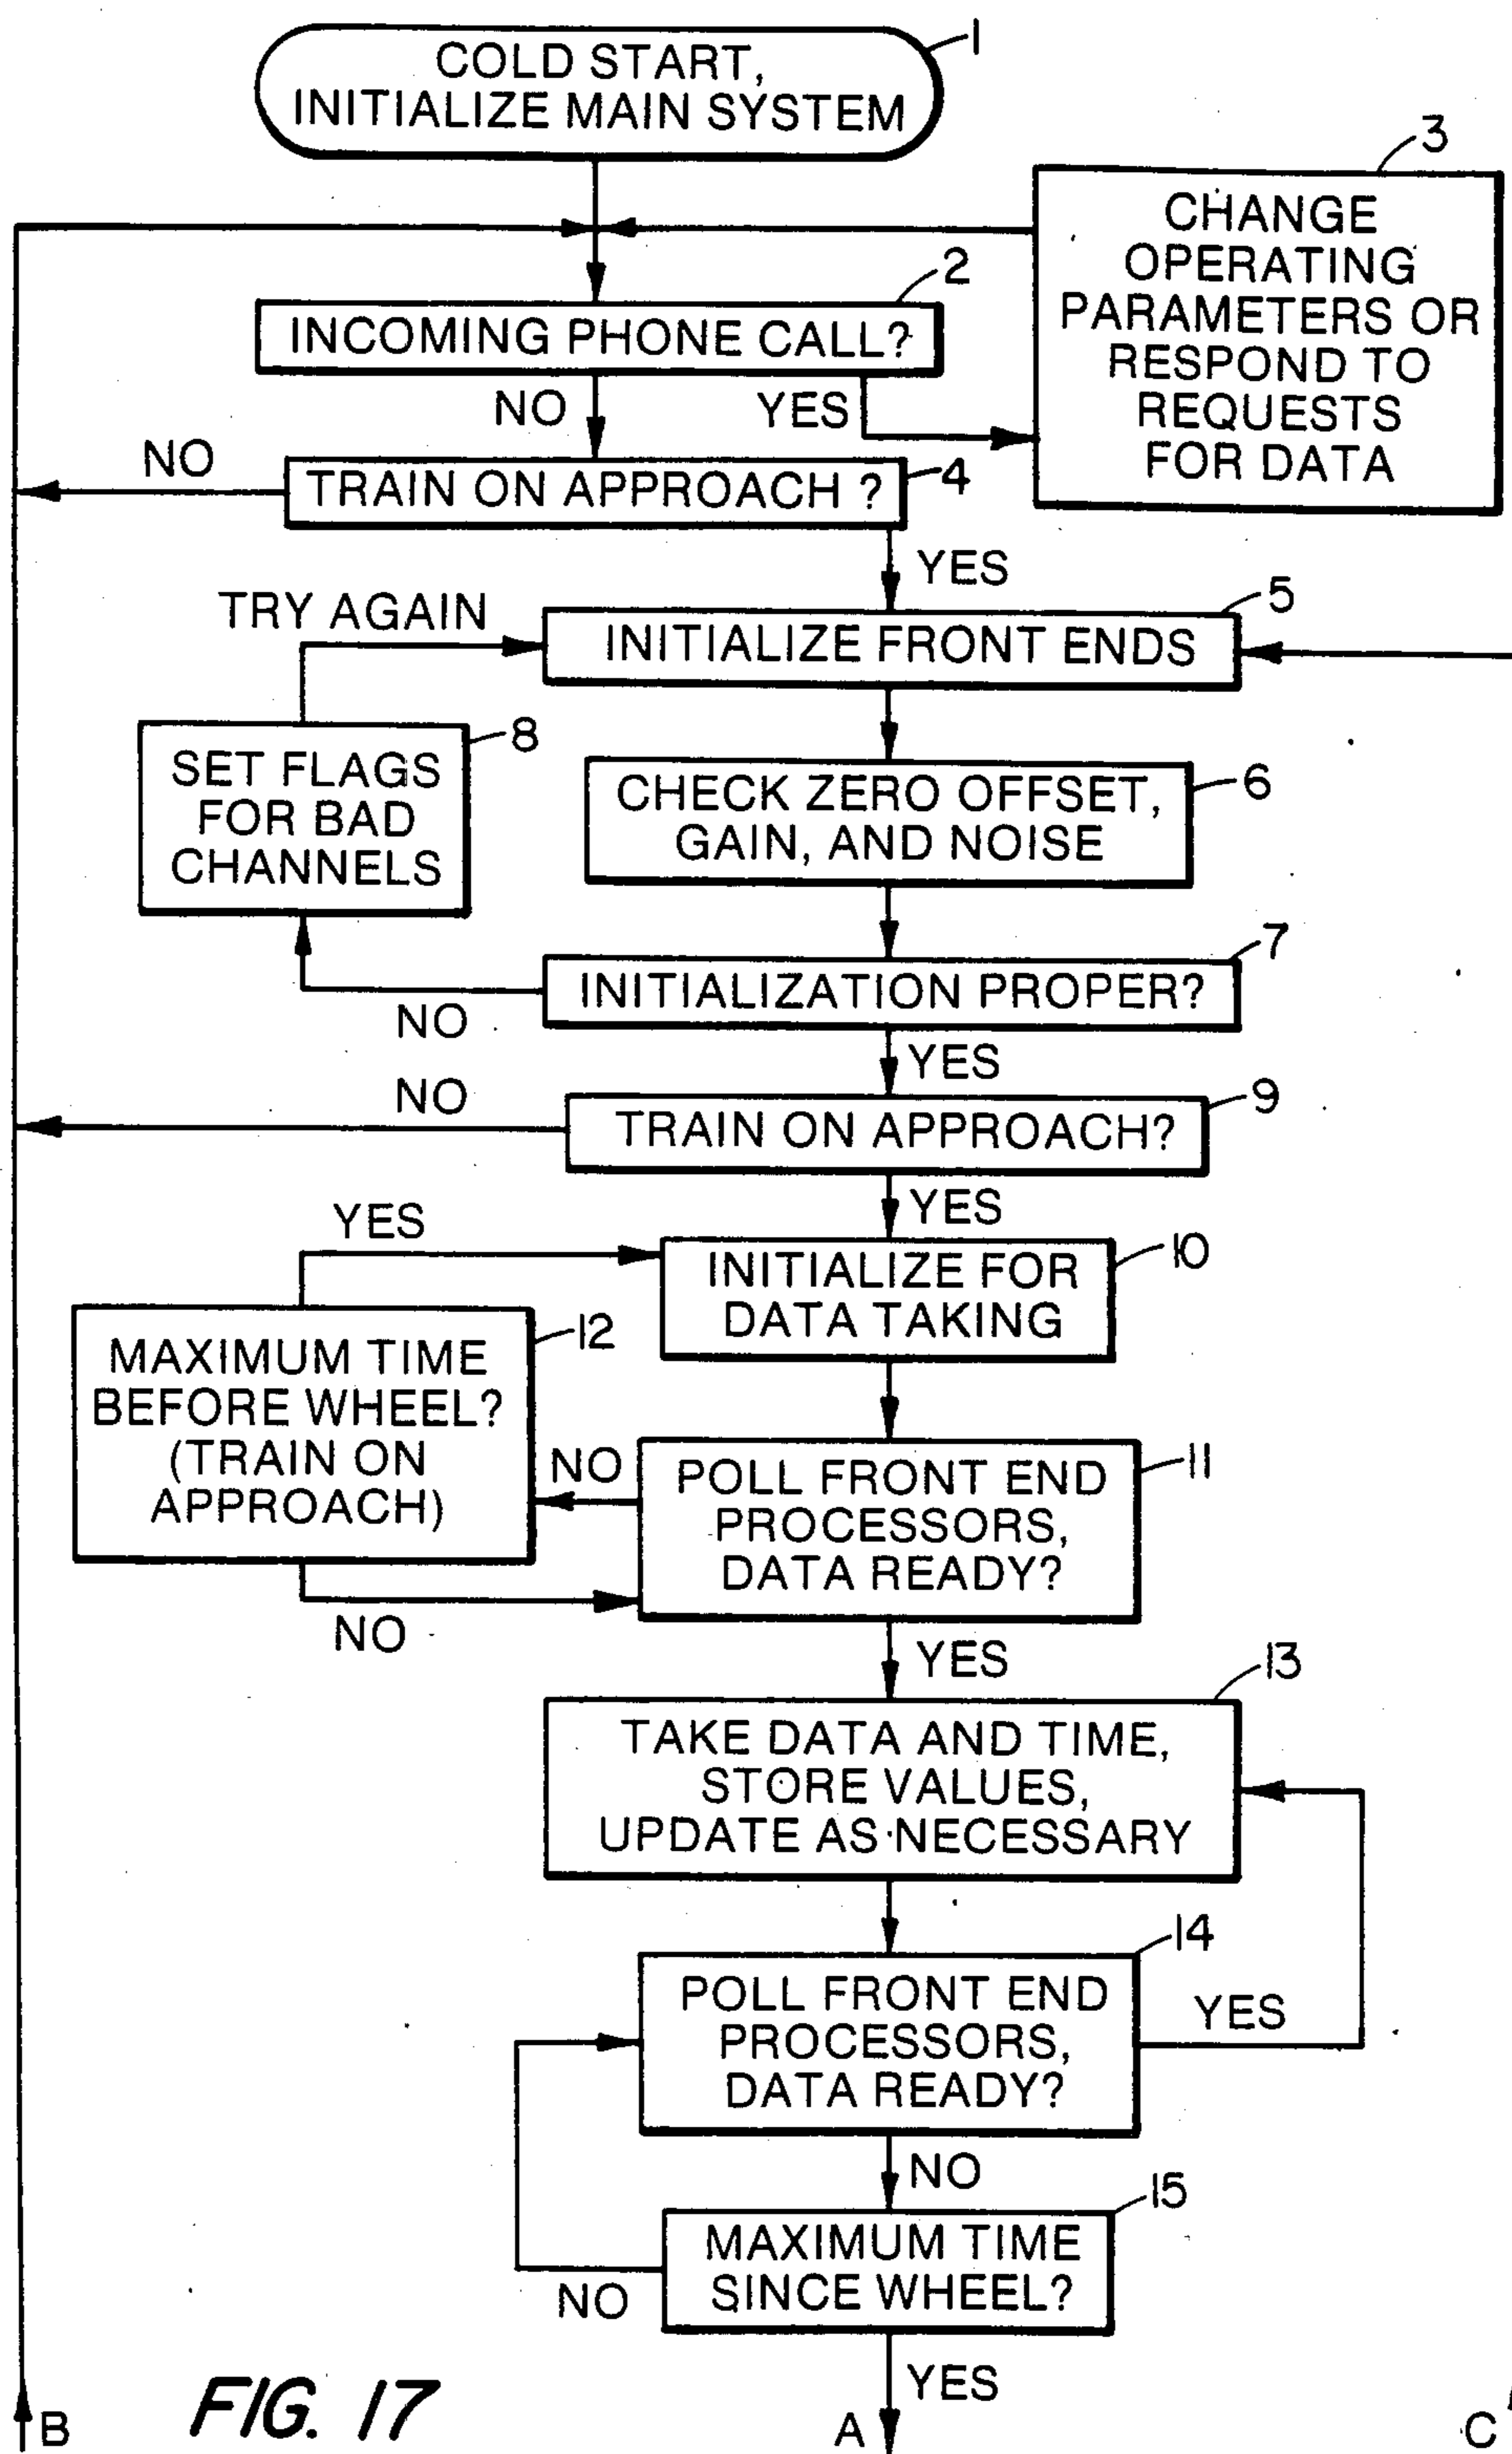 1
COLD START,
INITIALIZE MAIN SYSTEM
3
CHANGE
OPERATING
PARAMETERS OR
RESPOND TO
REQUESTS
FOR DATA
2
INCOMING PHONE CALL?
NO
YES
NO
4
TRAIN ON APPROACH ?
YES
TRY AGAIN
5
INITIALIZE FRONT ENDS
8
SET FLAGS
FOR BAD
CHANNELS
6
CHECK ZERO OFFSET,
GAIN, AND NOISE
7
INITIALIZATION PROPER?
NO
YES
NO
9
TRAIN ON APPROACH?
YES
YES
10
INITIALIZE FOR
DATA TAKING
12
MAXIMUM TIME
BEFORE WHEEL?
(TRAIN ON
APPROACH)
NO
11
POLL FRONT END
PROCESSORS,
DATA READY?
NO
YES
13
TAKE DATA AND TIME,
STORE VALUES,
UPDATE AS NECESSARY
14
POLL FRONT END
PROCESSORS,
DATA READY?
YES
NO
15
MAXIMUM TIME
SINCE WHEEL?
NO
YES
FIG. 17
B
A
C